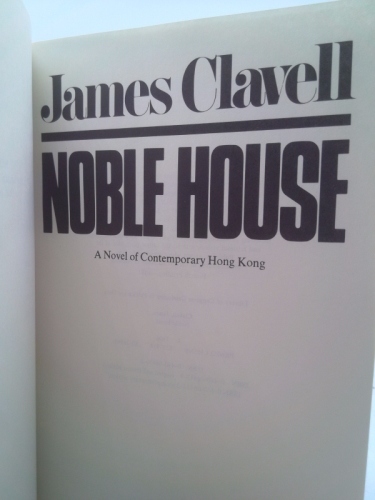 James Clavell
NOBLE HOUSE
A Novel of Contemporary Hong Kong